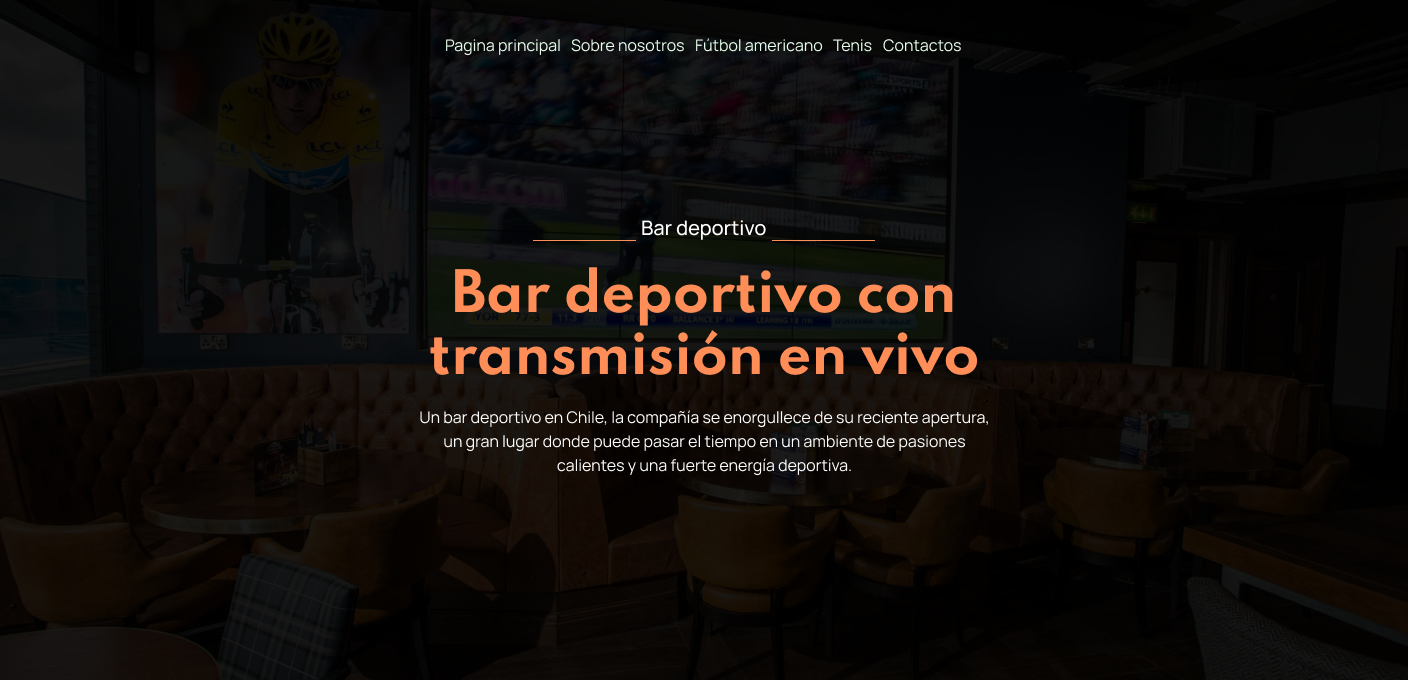 Pagina principal Sobre nosotros Fútbol americano Tenis Contactos
Bar deportivo
Bar deportivo con
transmisión en vivo
Un bar deportivo en Chile, la compañía se enorgullece de su reciente apertura,
un gran lugar donde puede pasar el tiempo en un ambiente de pasiones
calientes y una fuerte energía deportiva.
LCL
LCL